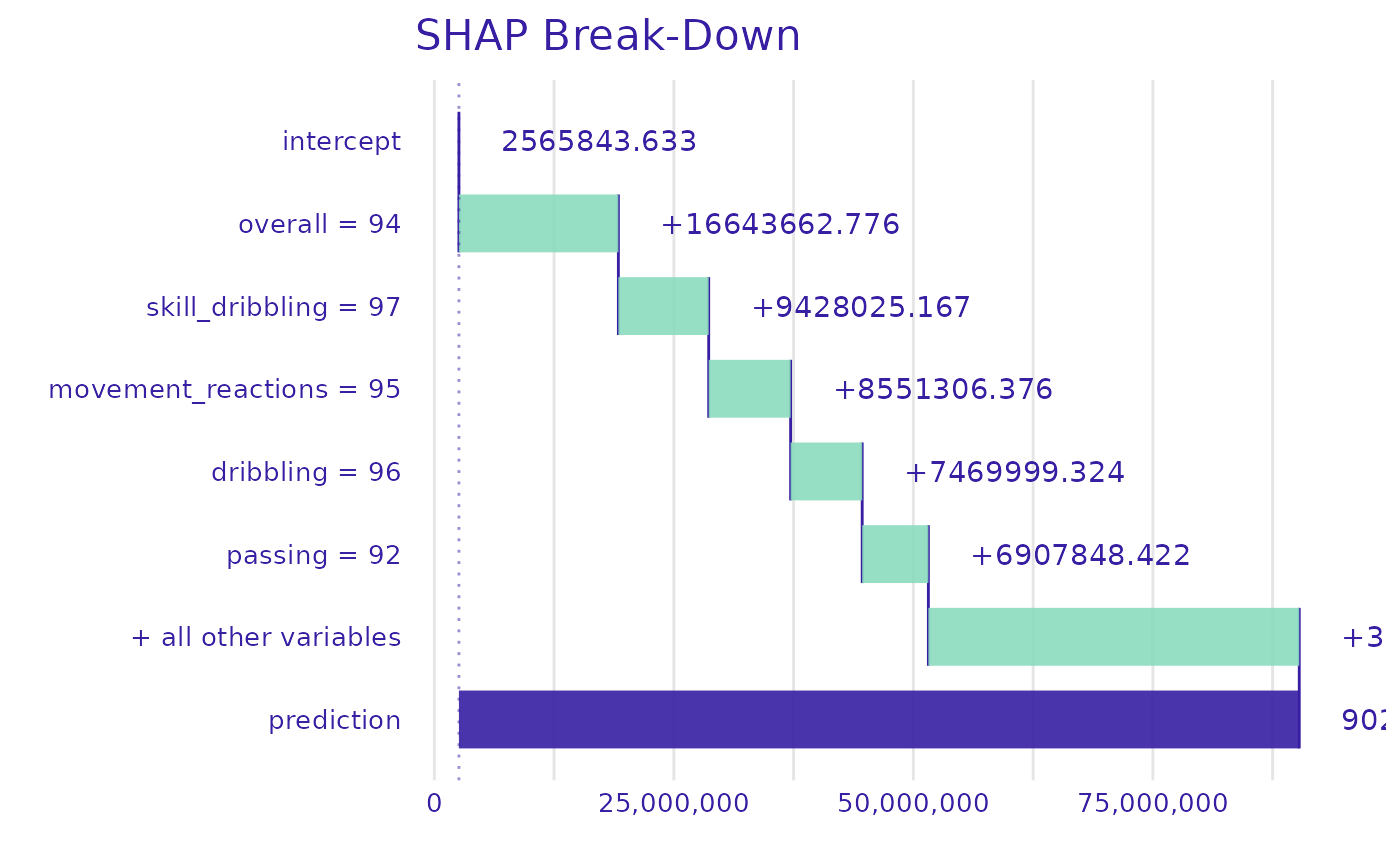 SHAP Break-Down
intercept 2565843.633
overall = 94 +16643662.776
skill_dribbling = 97 +9428025.167
movement_reactions = 95 +8551306.376
dribbling = 96 +7469999.324
passing = 92 +6907848.422
+ all other variables +3
prediction 902
0 25,000,000 50,000,000 75,000,000